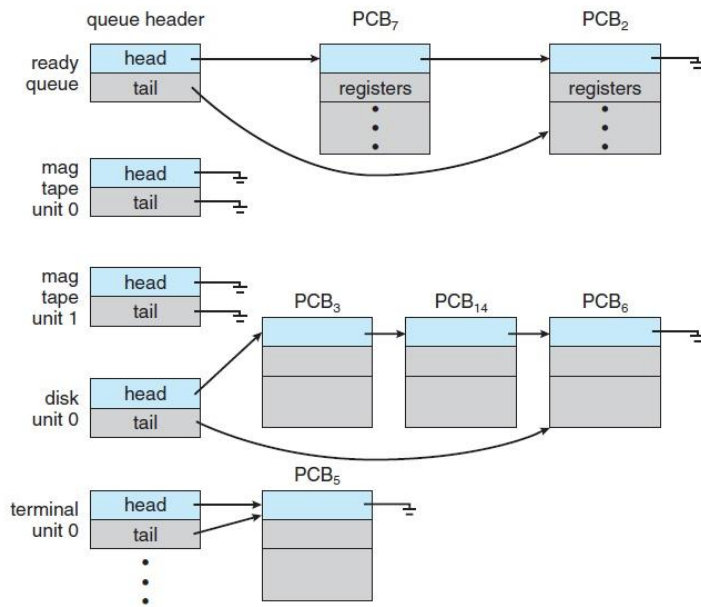 queue header PCB₇ PCB₂
ready
queue
head
tail
registers
registers
mag
tape
unit 0
head
tail
mag
tape
unit 1
head
tail
PCB₃ PCB₁₄ PCB₆
disk
unit 0
head
tail
PCB₅
terminal
unit 0
head
tail